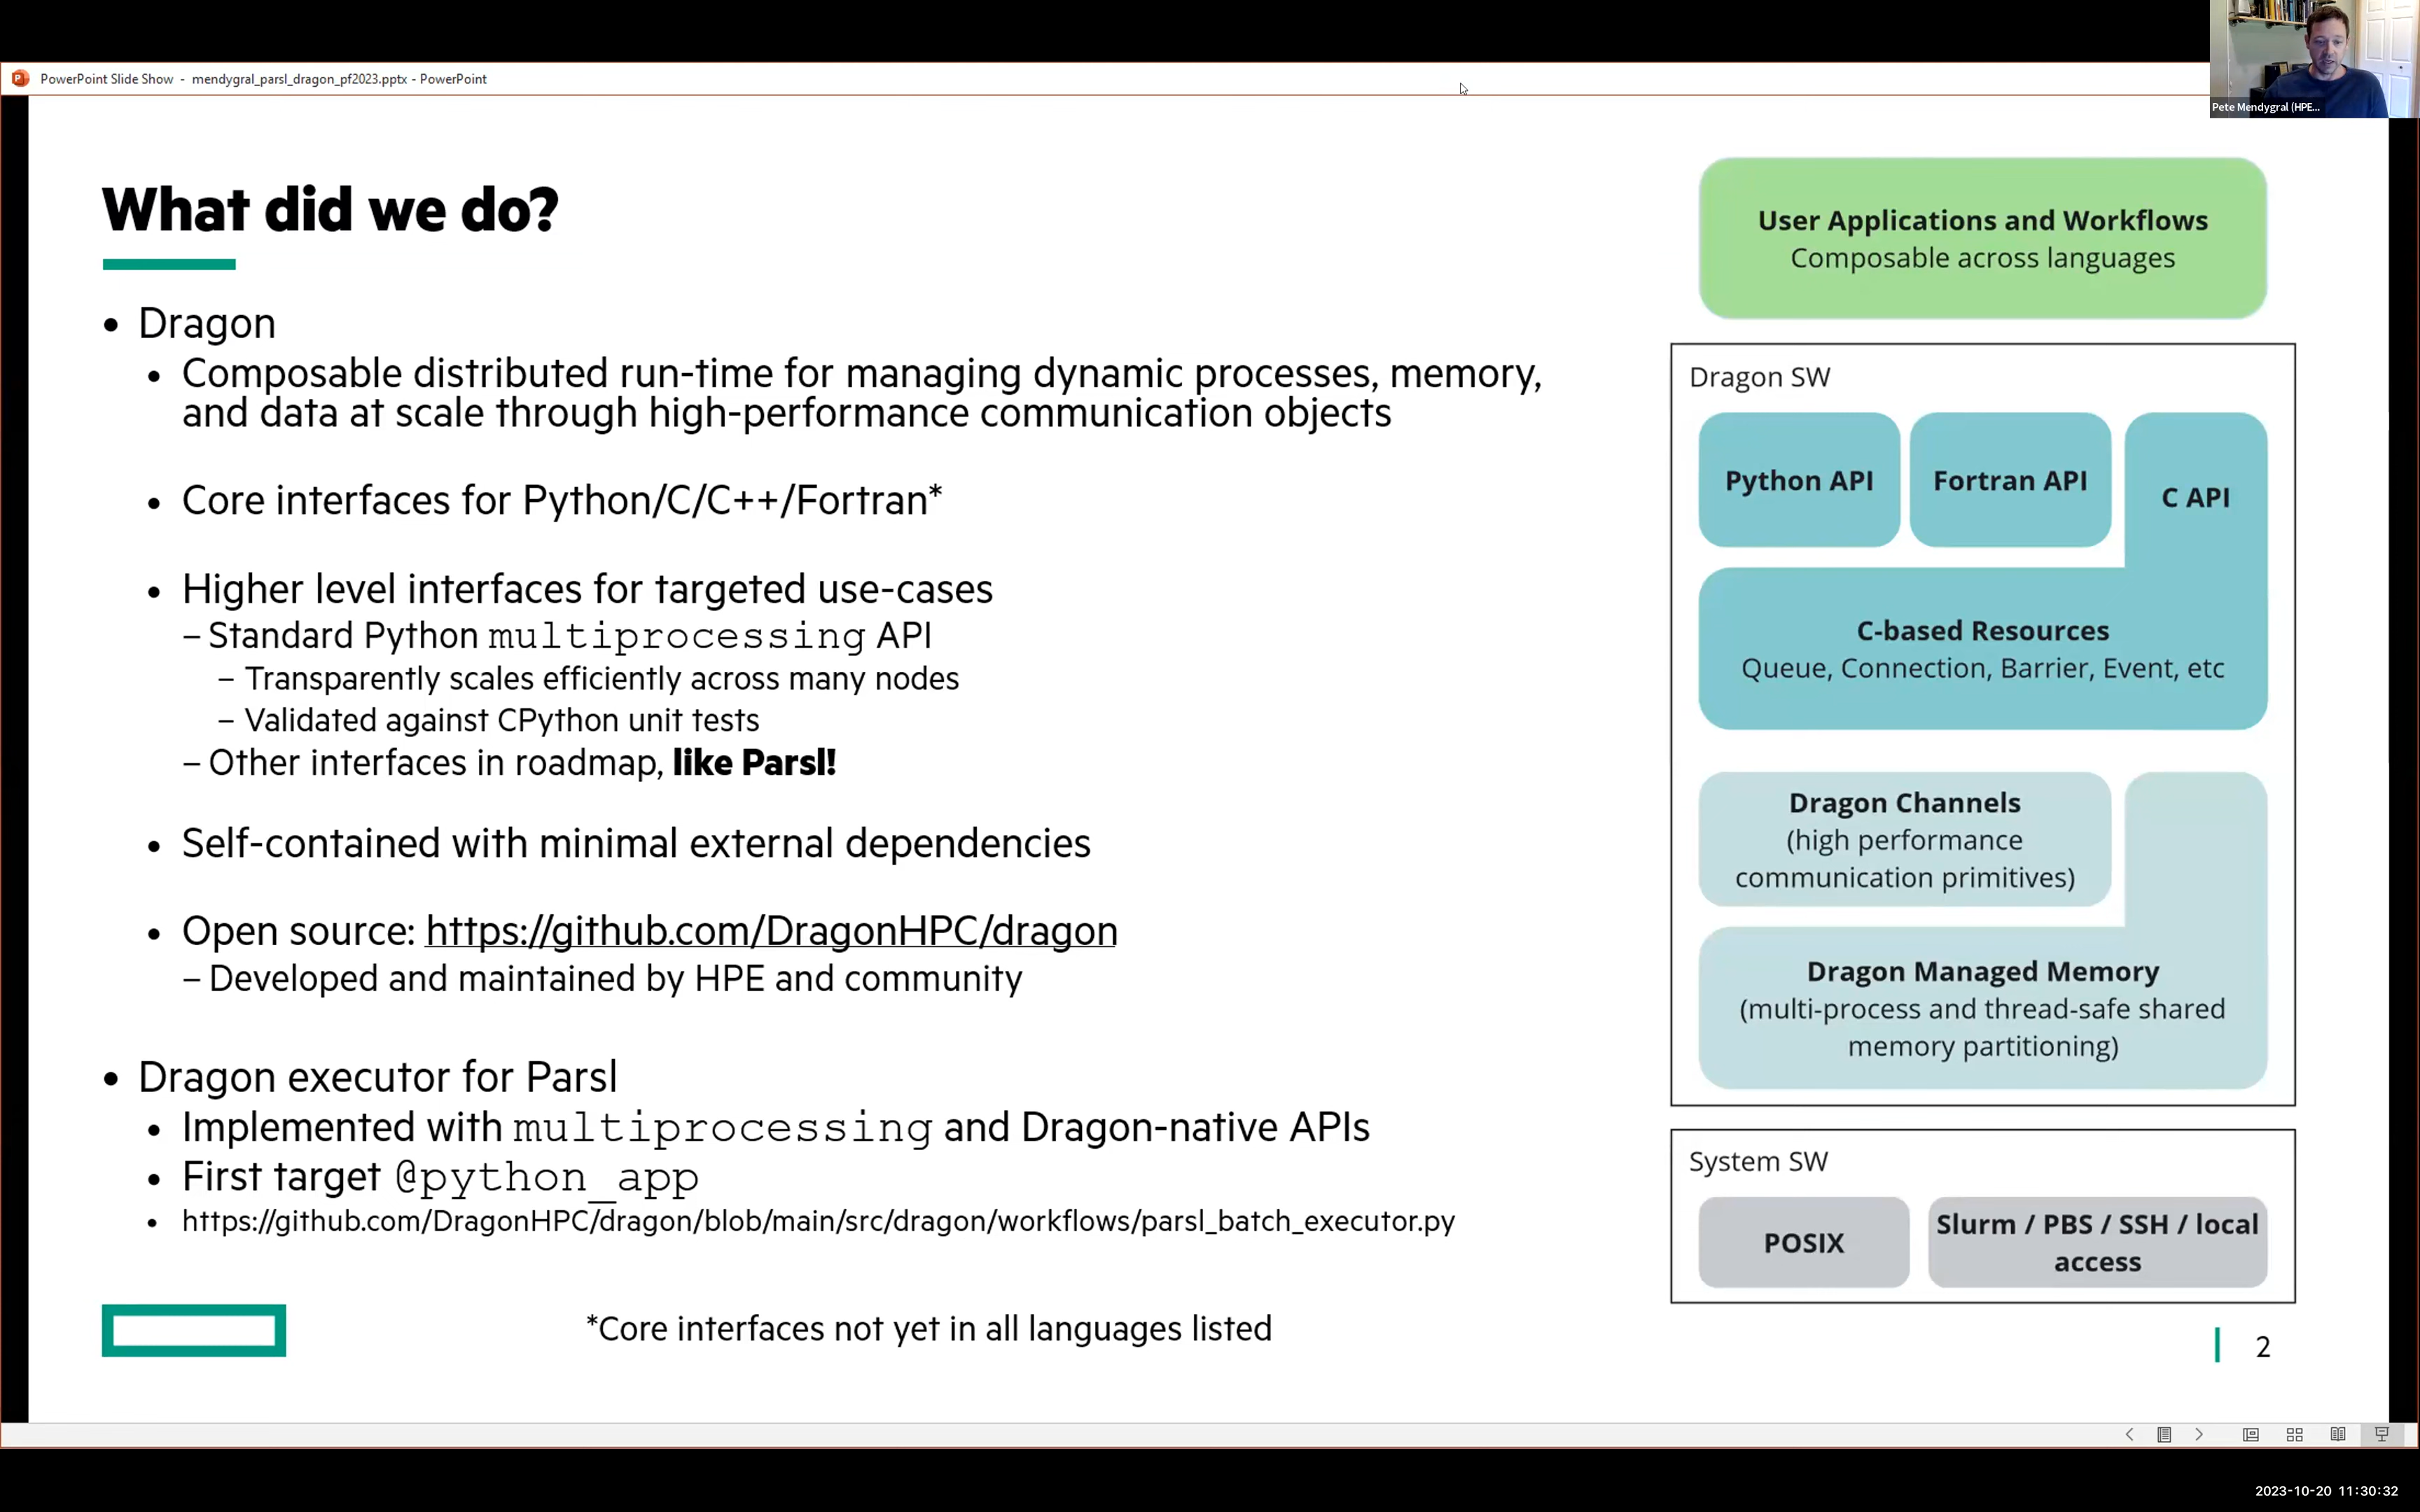 PowerPoint Slide Show - mendygral_parsl_dragon_pf2023.pptx - PowerPoint
Pete Mendygral (HPE...
What did we do?
• Dragon
• Composable distributed run-time for managing dynamic processes, memory,
and data at scale through high-performance communication objects
• Core interfaces for Python/C/C++/Fortran*
• Higher level interfaces for targeted use-cases
– Standard Python multiprocessing API
– Transparently scales efficiently across many nodes
– Validated against CPython unit tests
– Other interfaces in roadmap, like Parsl!
• Self-contained with minimal external dependencies
• Open source: https://github.com/DragonHPC/dragon
– Developed and maintained by HPE and community
• Dragon executor for Parsl
• Implemented with multiprocessing and Dragon-native APIs
• First target @python_app
• https://github.com/DragonHPC/dragon/blob/main/src/dragon/workflows/parsl_batch_executor.py
*Core interfaces not yet in all languages listed
User Applications and Workflows
Composable across languages
Dragon SW
Python API
Fortran API
C API
C-based Resources
Queue, Connection, Barrier, Event, etc
Dragon Channels
(high performance
communication primitives)
Dragon Managed Memory
(multi-process and thread-safe shared
memory partitioning)
System SW
POSIX
Slurm / PBS / SSH / local
access
2
2023-10-20 11:30:32